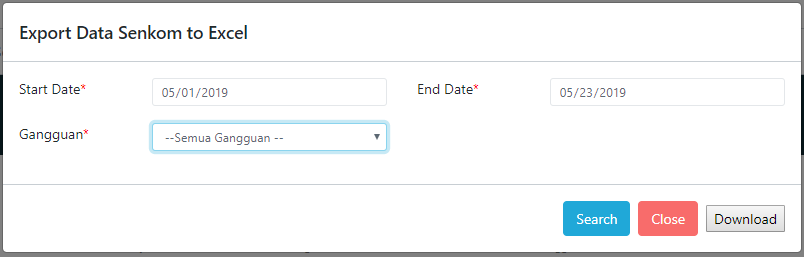 Export Data Senkom to Excel
Start Date* 05/01/2019 End Date* 05/23/2019
Gangguan* --Semua Gangguan --
Search Close Download